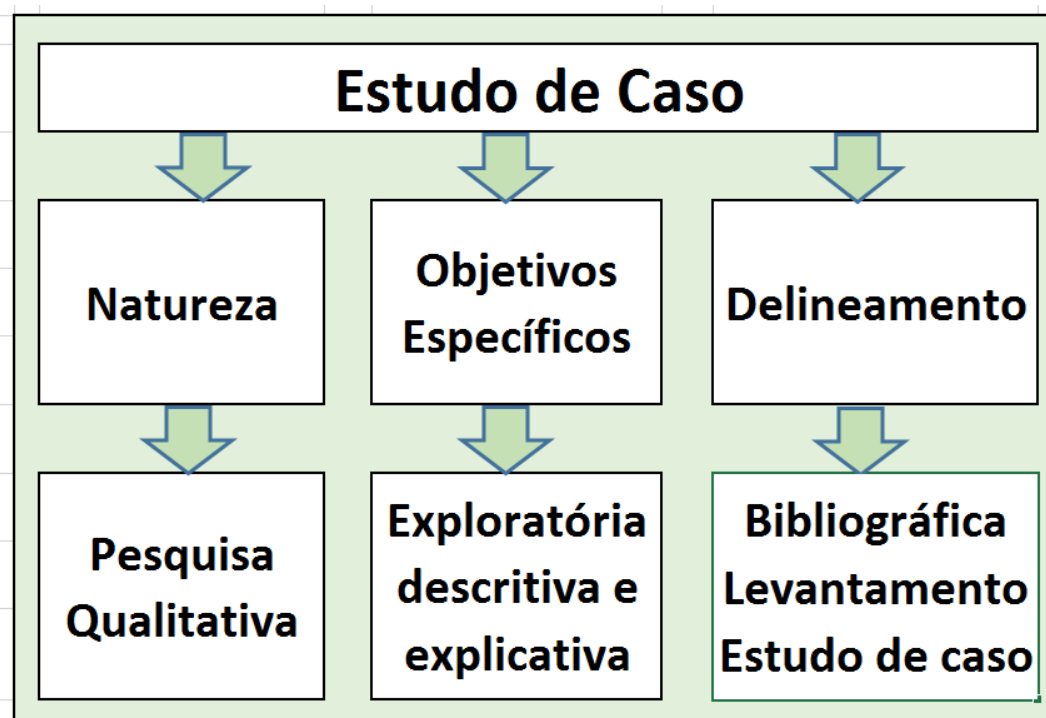 Estudo de Caso
Natureza
Objetivos
Específicos
Delineamento
Pesquisa
Qualitativa
Exploratória
descritiva e
explicativa
Bibliográfica
Levantamento
Estudo de caso